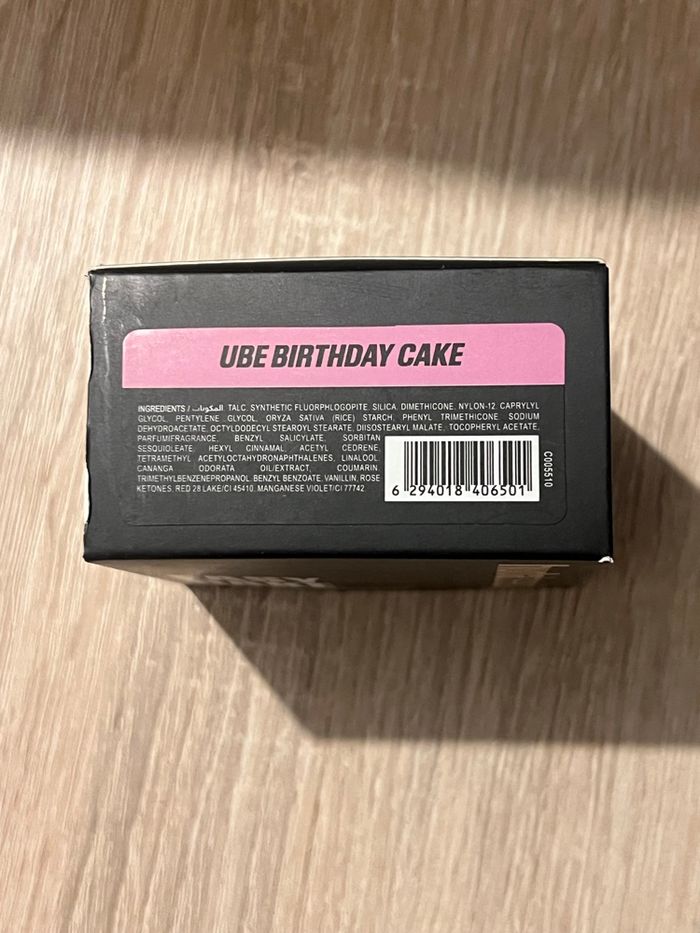 UBE BIRTHDAY CAKE
INGREDIENTS / المكونات: TALC, SYNTHETIC FLUORPHLOGOPITE, SILICA, DIMETHICONE, NYLON-12, CAPRYLYL
GLYCOL, PENTYLENE GLYCOL, ORYZA SATIVA (RICE) STARCH, PHENYL TRIMETHICONE, SODIUM
DEHYDROACETATE, OCTYLDODECYL STEAROYL STEARATE, DIISOSTEARYL MALATE, TOCOPHERYL ACETATE,
PARFUM/FRAGRANCE, BENZYL SALICYLATE, SORBITAN
SESQUIOLEATE, HEXYL CINNAMAL, ACETYL CEDRENE,
TETRAMETHYL ACETYLOCTAHYDRONAPHTHALENES, LINALOOL,
CANANGA ODORATA OIL/EXTRACT, COUMARIN,
TRIMETHYLBENZENEPROPANOL, BENZYL BENZOATE, VANILLIN, ROSE
KETONES, RED 28 LAKE/CI 45410, MANGANESE VIOLET/CI 77742
6 294018 406501
C005510